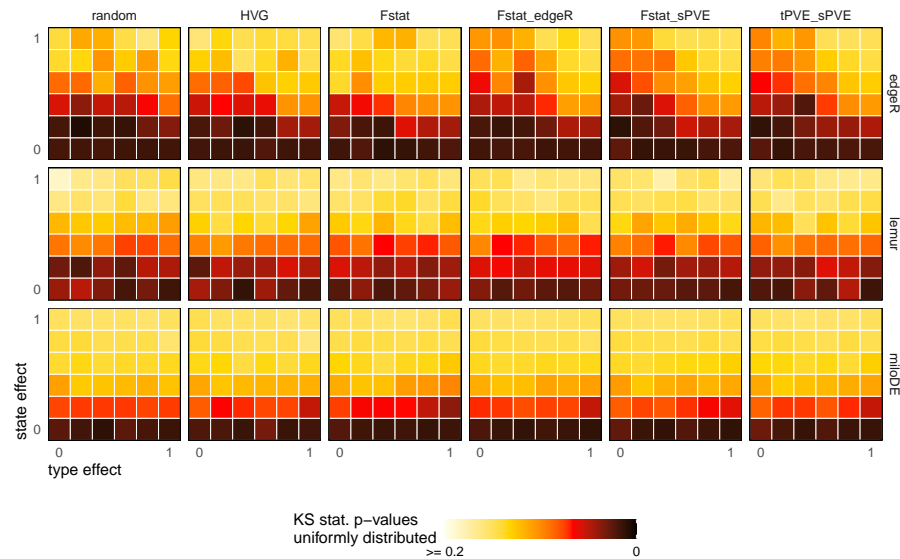 random HVG Fstat Fstat_edgeR Fstat_sPVE tPVE_sPVE
1
0
edgeR
1
0
lemur
1
0
miloDE
state effect
0 1 0 1 0 1 0 1 0 1 0 1
type effect
KS stat. p−values
uniformly distributed
>= 0.2 0